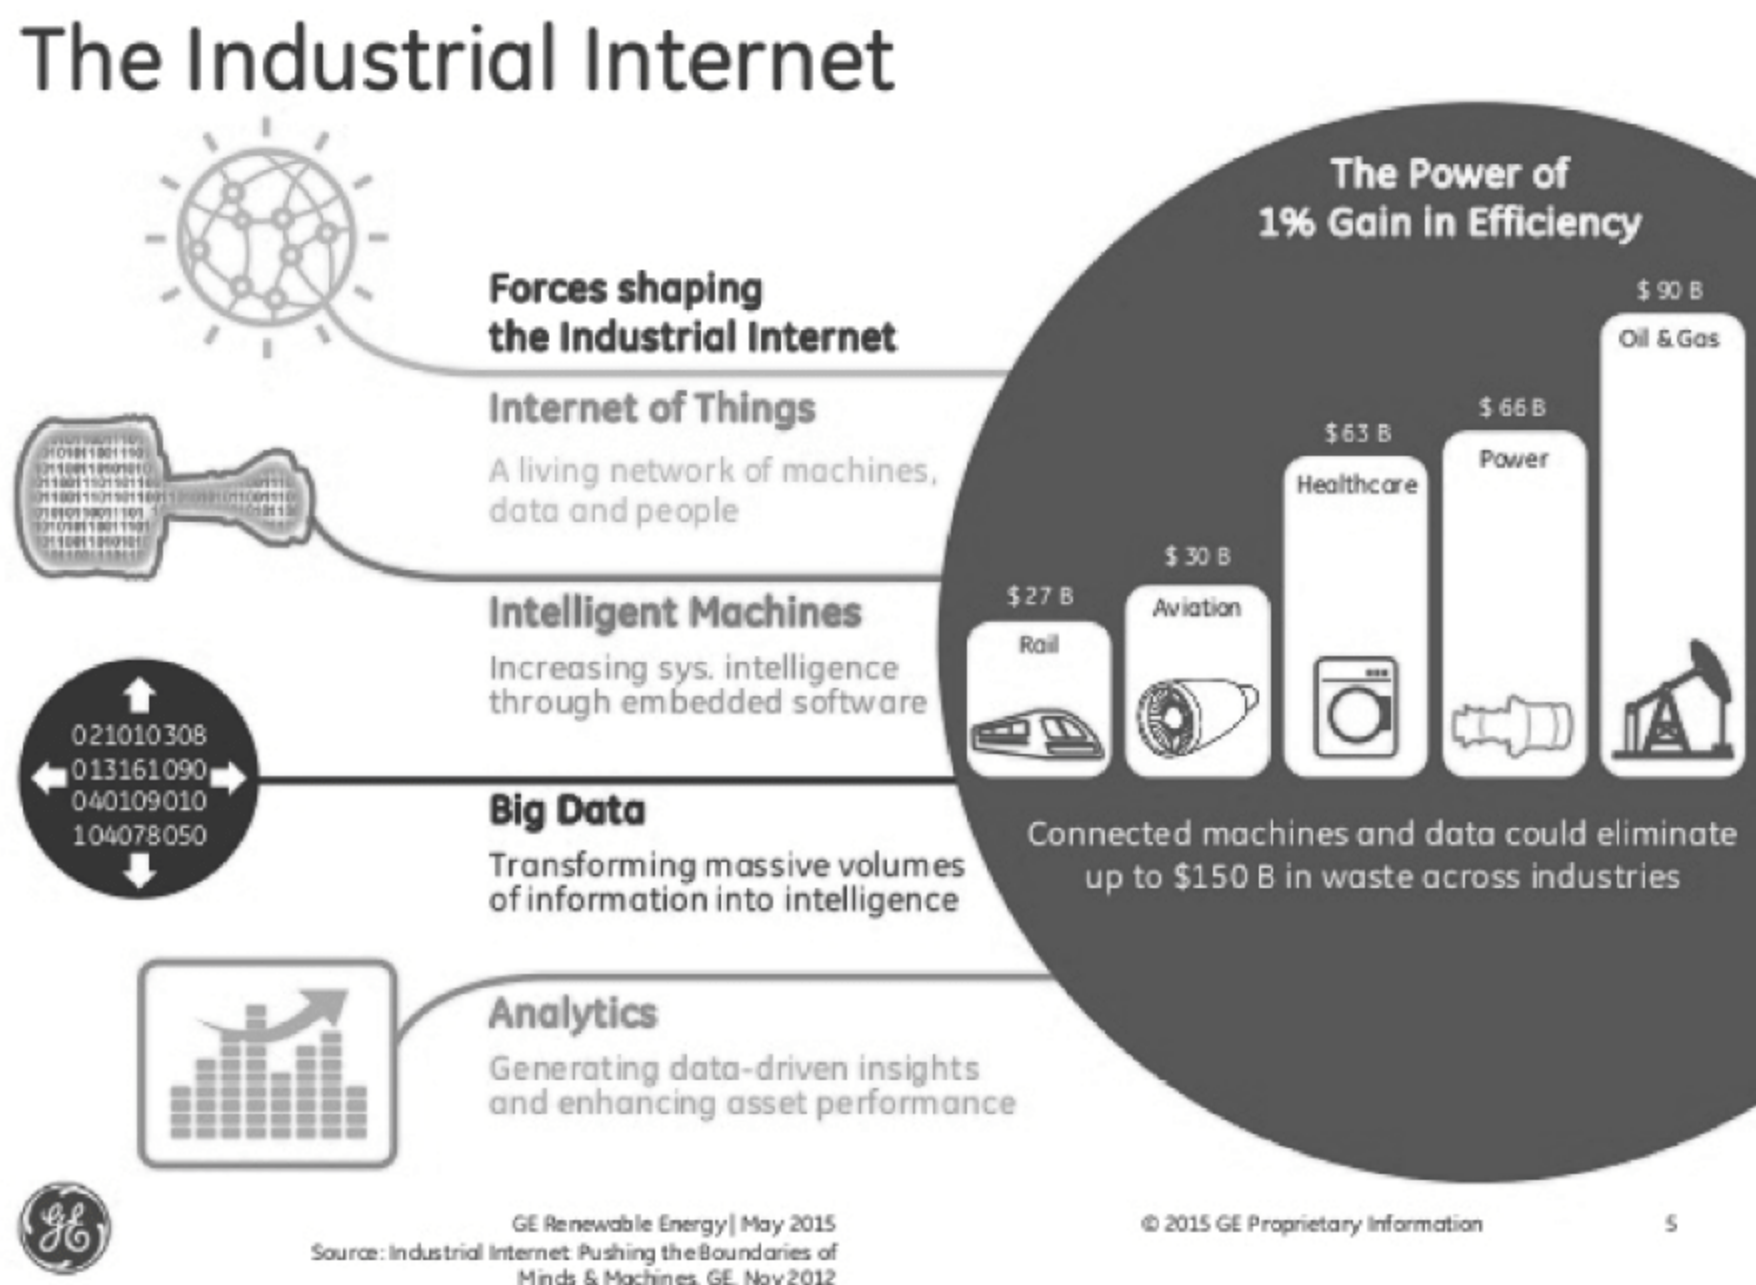 The Industrial Internet
Forces shaping
the Industrial Internet
Internet of Things
A living network of machines,
data and people
Intelligent Machines
Increasing sys. intelligence
through embedded software
021010308
013161090
040109010
104078050
Big Data
Transforming massive volumes
of information into intelligence
Analytics
Generating data-driven insights
and enhancing asset performance
The Power of
1% Gain in Efficiency
$ 27 B
Rail
$ 30 B
Aviation
$ 63 B
Healthcare
$ 66 B
Power
$ 90 B
Oil & Gas
Connected machines and data could eliminate
up to $150 B in waste across industries
GE
GE Renewable Energy | May 2015
Source: Industrial Internet: Pushing the Boundaries of
Minds & Machines, GE, Nov 2012
© 2015 GE Proprietary Information
5